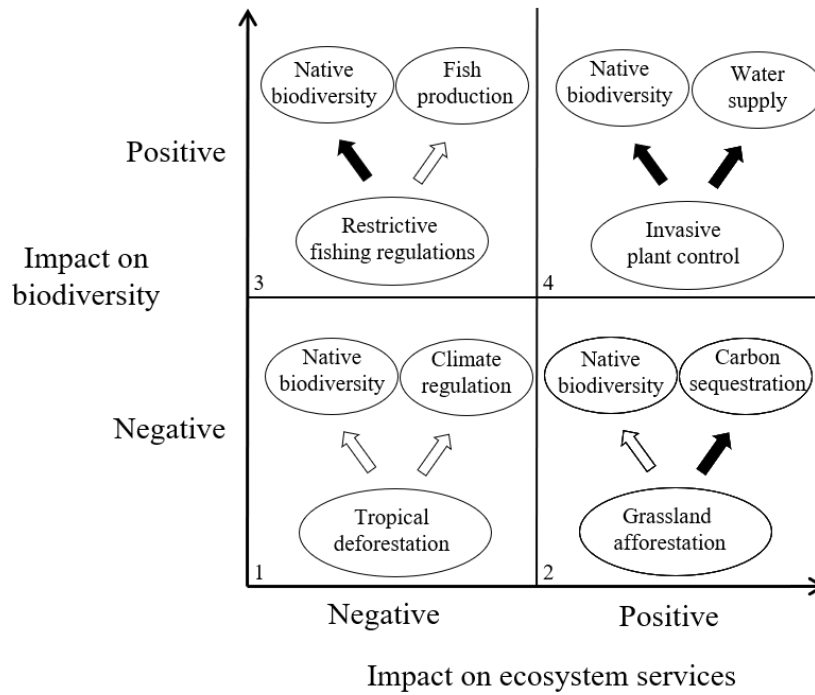 Positive
Impact on
biodiversity
Negative
Native
biodiversity
Fish
production
Restrictive
fishing regulations
3
Native
biodiversity
Water
supply
Invasive
plant control
4
Native
biodiversity
Climate
regulation
Tropical
deforestation
1
Native
biodiversity
Carbon
sequestration
Grassland
afforestation
2
Negative
Positive
Impact on ecosystem services